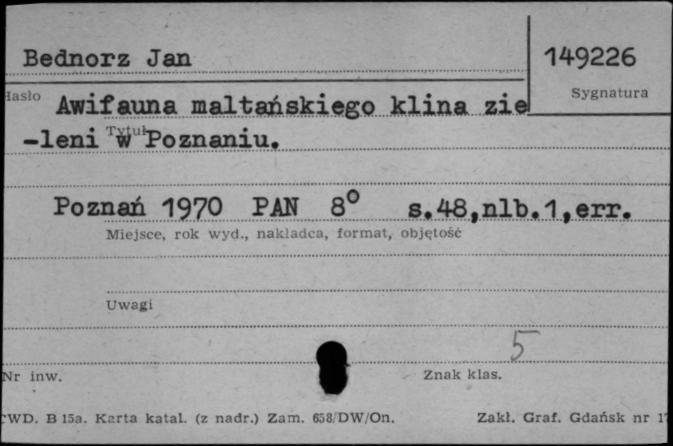 Bednorz Jan
149226
Hasło
Sygnatura
Awifauna maltańskiego klina zie
-leni w Poznaniu.
Tytuł
Poznań 1970 PAN 8° s.48,nlb.1,err.
Miejsce, rok wyd., nakładca, format, objętość
Uwagi
5
Nr inw.
Znak klas.
WD. B 15a. Karta katal. (z nadr.) Zam. 658/DW/On.
Zakł. Graf. Gdańsk nr